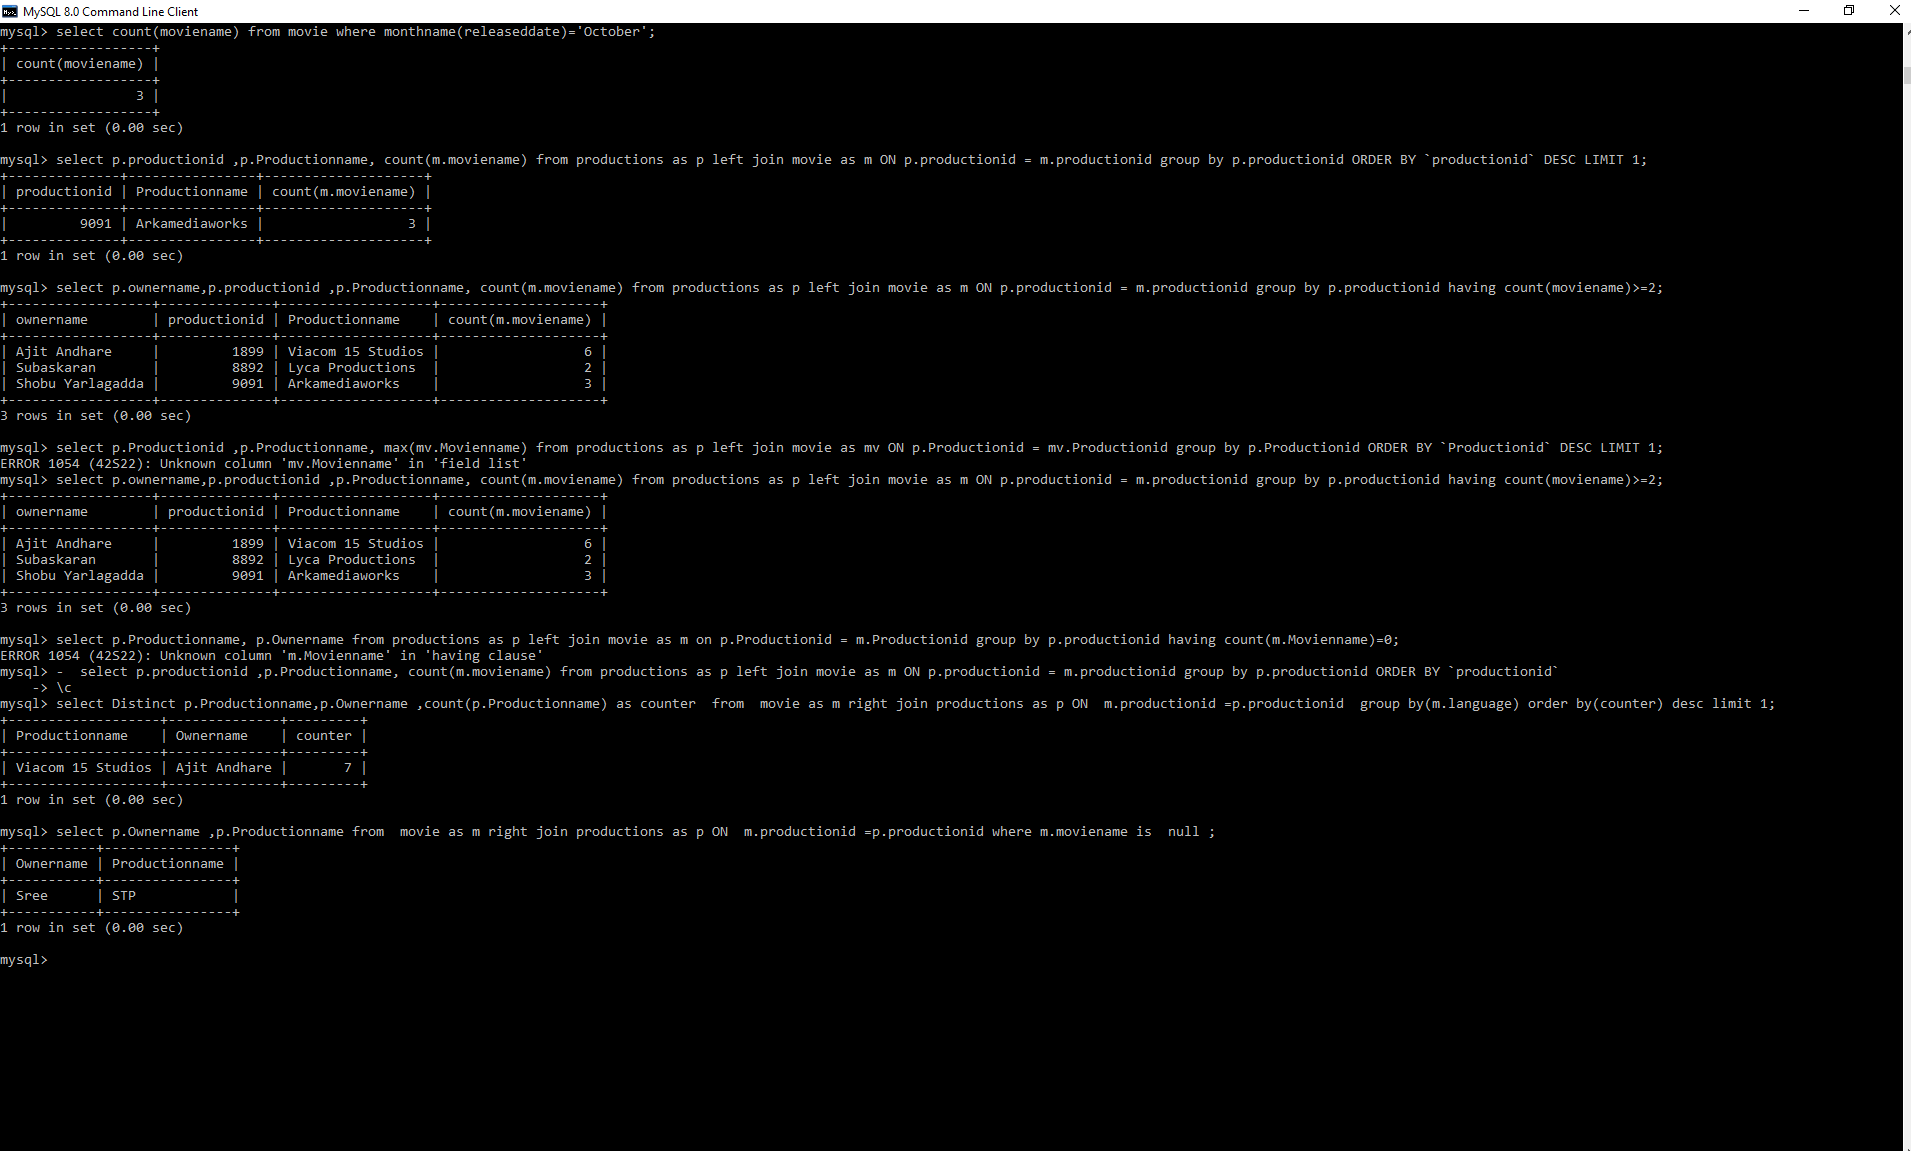 MySQL 8.0 Command Line Client
mysql> select count(moviename) from movie where monthname(releaseddate)='October';
+------------------+
| count(moviename) |
+------------------+
|                3 |
+------------------+
1 row in set (0.00 sec)

mysql> select p.productionid ,p.Productionname, count(m.moviename) from productions as p left join movie as m ON p.productionid = m.productionid group by p.productionid ORDER BY `productionid` DESC LIMIT 1;
+--------------+----------------+--------------------+
| productionid | Productionname | count(m.moviename) |
+--------------+----------------+--------------------+
|         9091 | Arkamediaworks |                  3 |
+--------------+----------------+--------------------+
1 row in set (0.00 sec)

mysql> select p.ownername,p.productionid ,p.Productionname, count(m.moviename) from productions as p left join movie as m ON p.productionid = m.productionid group by p.productionid having count(moviename)>=2;
+------------------+--------------+-------------------+--------------------+
| ownername        | productionid | Productionname    | count(m.moviename) |
+------------------+--------------+-------------------+--------------------+
| Ajit Andhare     |         1899 | Viacom 15 Studios |                  6 |
| Subaskaran       |         8892 | Lyca Productions  |                  2 |
| Shobu Yarlagadda |         9091 | Arkamediaworks    |                  3 |
+------------------+--------------+-------------------+--------------------+
3 rows in set (0.00 sec)

mysql> select p.Productionid ,p.Productionname, max(mv.Movienname) from productions as p left join movie as mv ON p.Productionid = mv.Productionid group by p.Productionid ORDER BY `Productionid` DESC LIMIT 1;
ERROR 1054 (42S22): Unknown column 'mv.Movienname' in 'field list'
mysql> select p.ownername,p.productionid ,p.Productionname, count(m.moviename) from productions as p left join movie as m ON p.productionid = m.productionid group by p.productionid having count(moviename)>=2;
+------------------+--------------+-------------------+--------------------+
| ownername        | productionid | Productionname    | count(m.moviename) |
+------------------+--------------+-------------------+--------------------+
| Ajit Andhare     |         1899 | Viacom 15 Studios |                  6 |
| Subaskaran       |         8892 | Lyca Productions  |                  2 |
| Shobu Yarlagadda |         9091 | Arkamediaworks    |                  3 |
+------------------+--------------+-------------------+--------------------+
3 rows in set (0.00 sec)

mysql> select p.Productionname, p.Ownername from productions as p left join movie as m on p.Productionid = m.Productionid group by p.productionid having count(m.Movienname)=0;
ERROR 1054 (42S22): Unknown column 'm.Movienname' in 'having clause'
mysql> -  select p.productionid ,p.Productionname, count(m.moviename) from productions as p left join movie as m ON p.productionid = m.productionid group by p.productionid ORDER BY `productionid`
    -> \c
mysql> select Distinct p.Productionname,p.Ownername ,count(p.Productionname) as counter  from  movie as m right join productions as p ON  m.productionid =p.productionid  group by(m.language) order by(counter) desc limit 1;
+-------------------+--------------+---------+
| Productionname    | Ownername    | counter |
+-------------------+--------------+---------+
| Viacom 15 Studios | Ajit Andhare |       7 |
+-------------------+--------------+---------+
1 row in set (0.00 sec)

mysql> select p.Ownername ,p.Productionname from  movie as m right join productions as p ON  m.productionid =p.productionid where m.moviename is  null ;
+-----------+----------------+
| Ownername | Productionname |
+-----------+----------------+
| Sree      | STP            |
+-----------+----------------+
1 row in set (0.00 sec)

mysql>